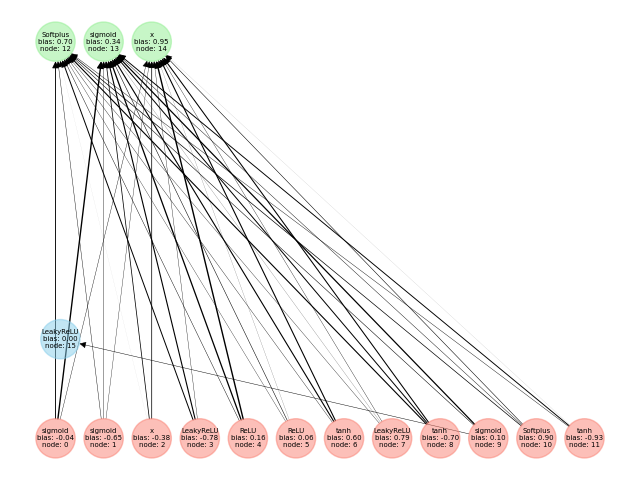 Softplus
bias: 0.70
node: 12
sigmoid
bias: 0.34
node: 13
x
bias: 0.95
node: 14
LeakyReLU
bias: 0.00
node: 15
sigmoid
bias: -0.04
node: 0
sigmoid
bias: -0.65
node: 1
x
bias: -0.38
node: 2
LeakyReLU
bias: -0.78
node: 3
ReLU
bias: 0.16
node: 4
ReLU
bias: 0.06
node: 5
tanh
bias: 0.60
node: 6
LeakyReLU
bias: 0.79
node: 7
tanh
bias: -0.70
node: 8
sigmoid
bias: 0.10
node: 9
Softplus
bias: 0.90
node: 10
tanh
bias: -0.93
node: 11